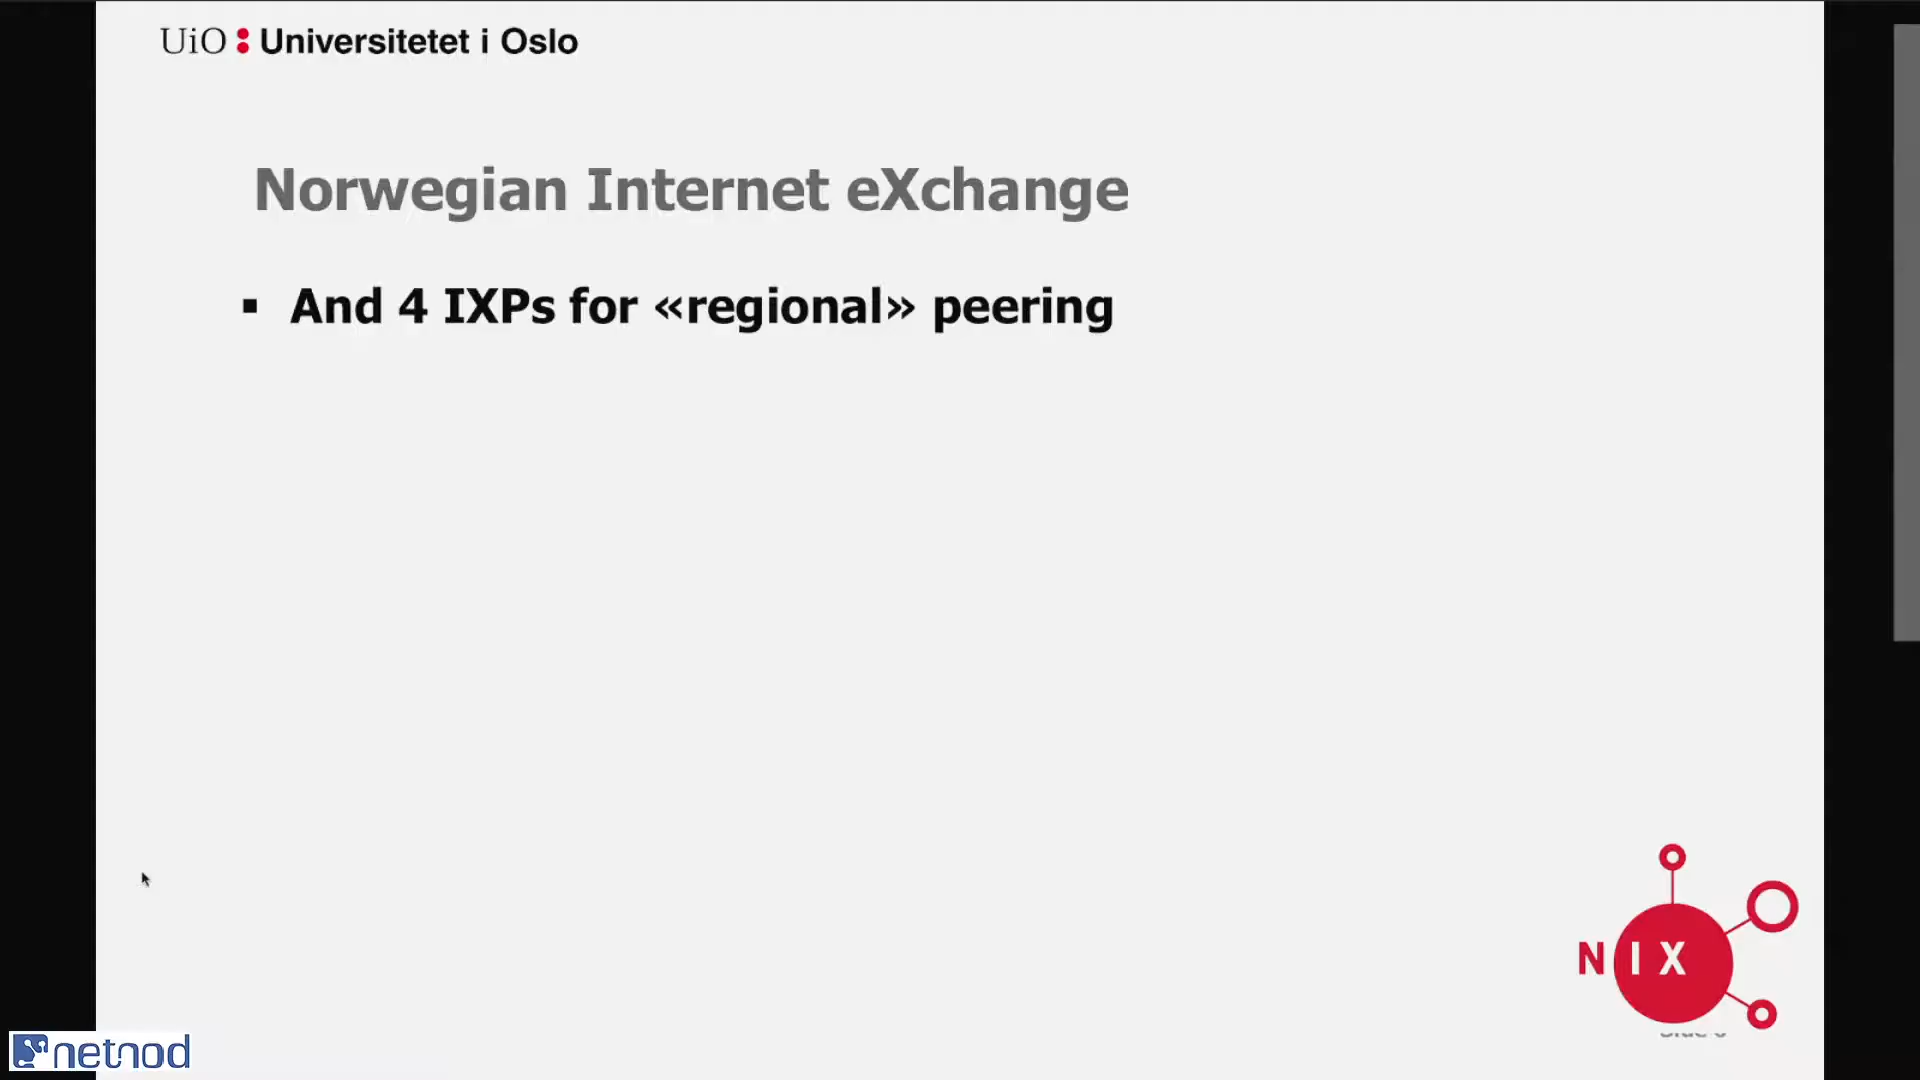 UiO : Universitetet i Oslo
Norwegian Internet eXchange
▪ And 4 IXPs for «regional» peering
N I X
netnod